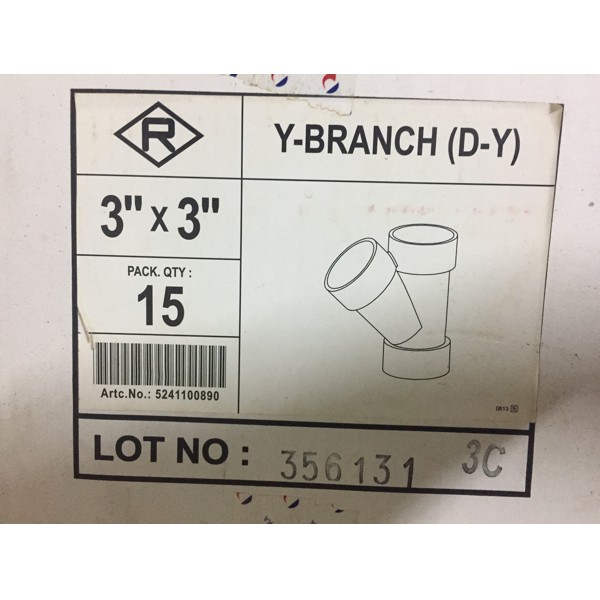 R
Y-BRANCH (D-Y)
3" x 3"
PACK. QTY :
15
Artc.No.: 5241100890
LOT NO : 356131 3C